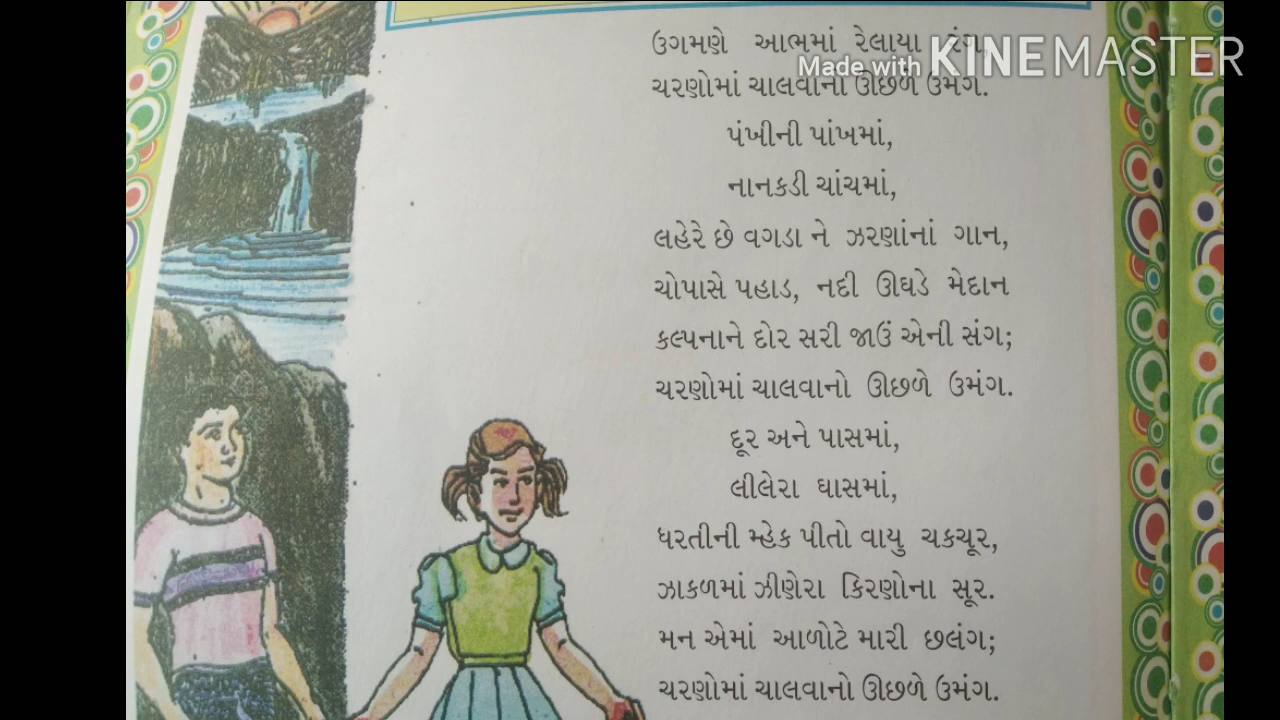 ઉગમણે આભમાં રેલાયા રંગ,
Made with KINEMASTER
ચરણોમાં ચાલવાનો ઊછળે ઉમંગ.
પંખીની પાંખમાં,
નાનકડી ચાંચમાં,
લહેરે છે વગડા ને ઝરણાંનાં ગાન,
ચોપાસે પહાડ, નદી ઊઘડે મેદાન
કલ્પનાને દોર સરી જાઉં એની સંગ;
ચરણોમાં ચાલવાનો ઊછળે ઉમંગ.
દૂર અને પાસમાં,
લીલેરા ઘાસમાં,
ધરતીની મ્હેક પીતો વાયુ ચકચૂર,
ઝાકળમાં ઝીણેરા કિરણોના સૂર.
મન એમાં આળોટે મારી છલંગ;
ચરણોમાં ચાલવાનો ઊછળે ઉમંગ.